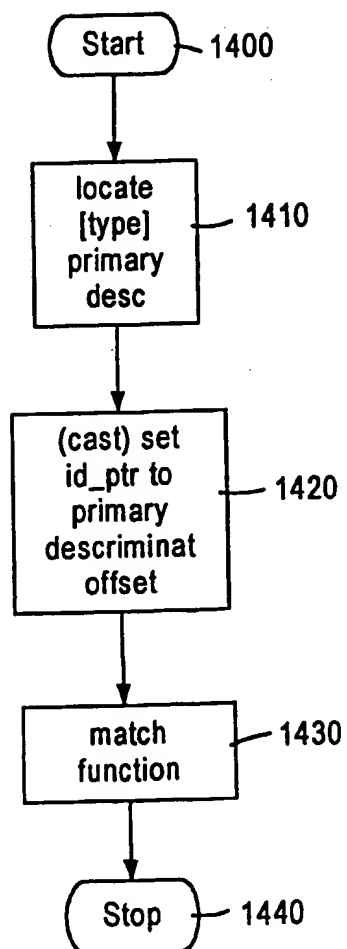 Start
1400
locate
[type]
primary
desc
1410
(cast) set
id_ptr to
primary
descriminat
offset
1420
match
function
1430
Stop
1440